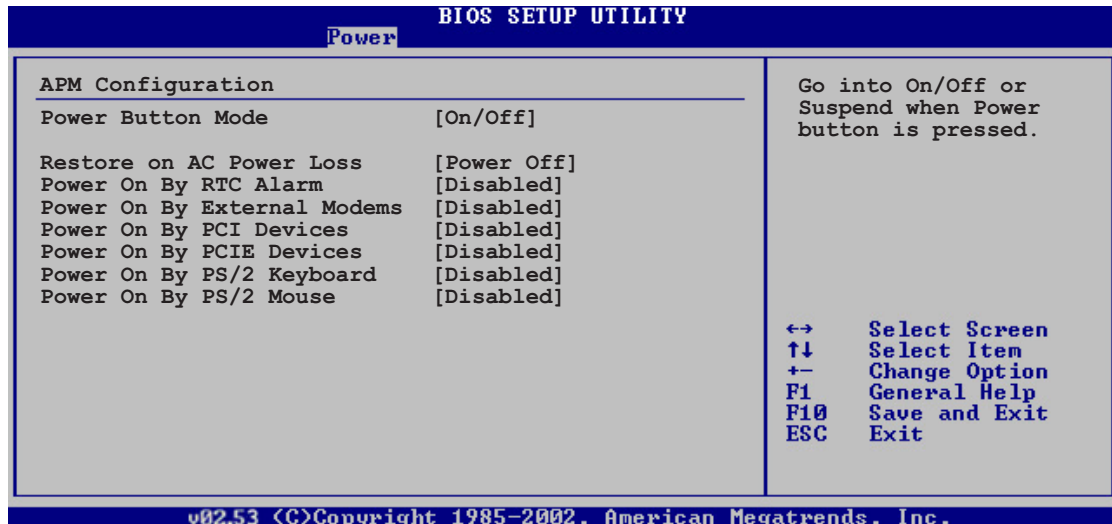 BIOS SETUP UTILITY
Power
APM Configuration
Power Button Mode [On/Off]
Restore on AC Power Loss [Power Off]
Power On By RTC Alarm [Disabled]
Power On By External Modems [Disabled]
Power On By PCI Devices [Disabled]
Power On By PCIE Devices [Disabled]
Power On By PS/2 Keyboard [Disabled]
Power On By PS/2 Mouse [Disabled]
Go into On/Off or
Suspend when Power
button is pressed.
←→ Select Screen
↑↓ Select Item
+- Change Option
F1 General Help
F10 Save and Exit
ESC Exit
v02.53 (C)Copyright 1985-2002, American Megatrends, Inc.